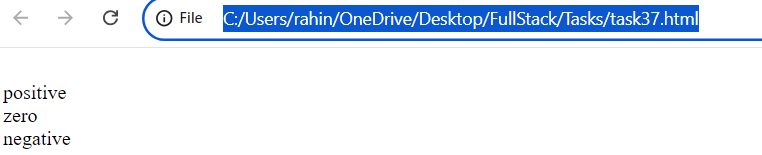 File C:/Users/rahin/OneDrive/Desktop/FullStack/Tasks/task37.html
positive
zero
negative